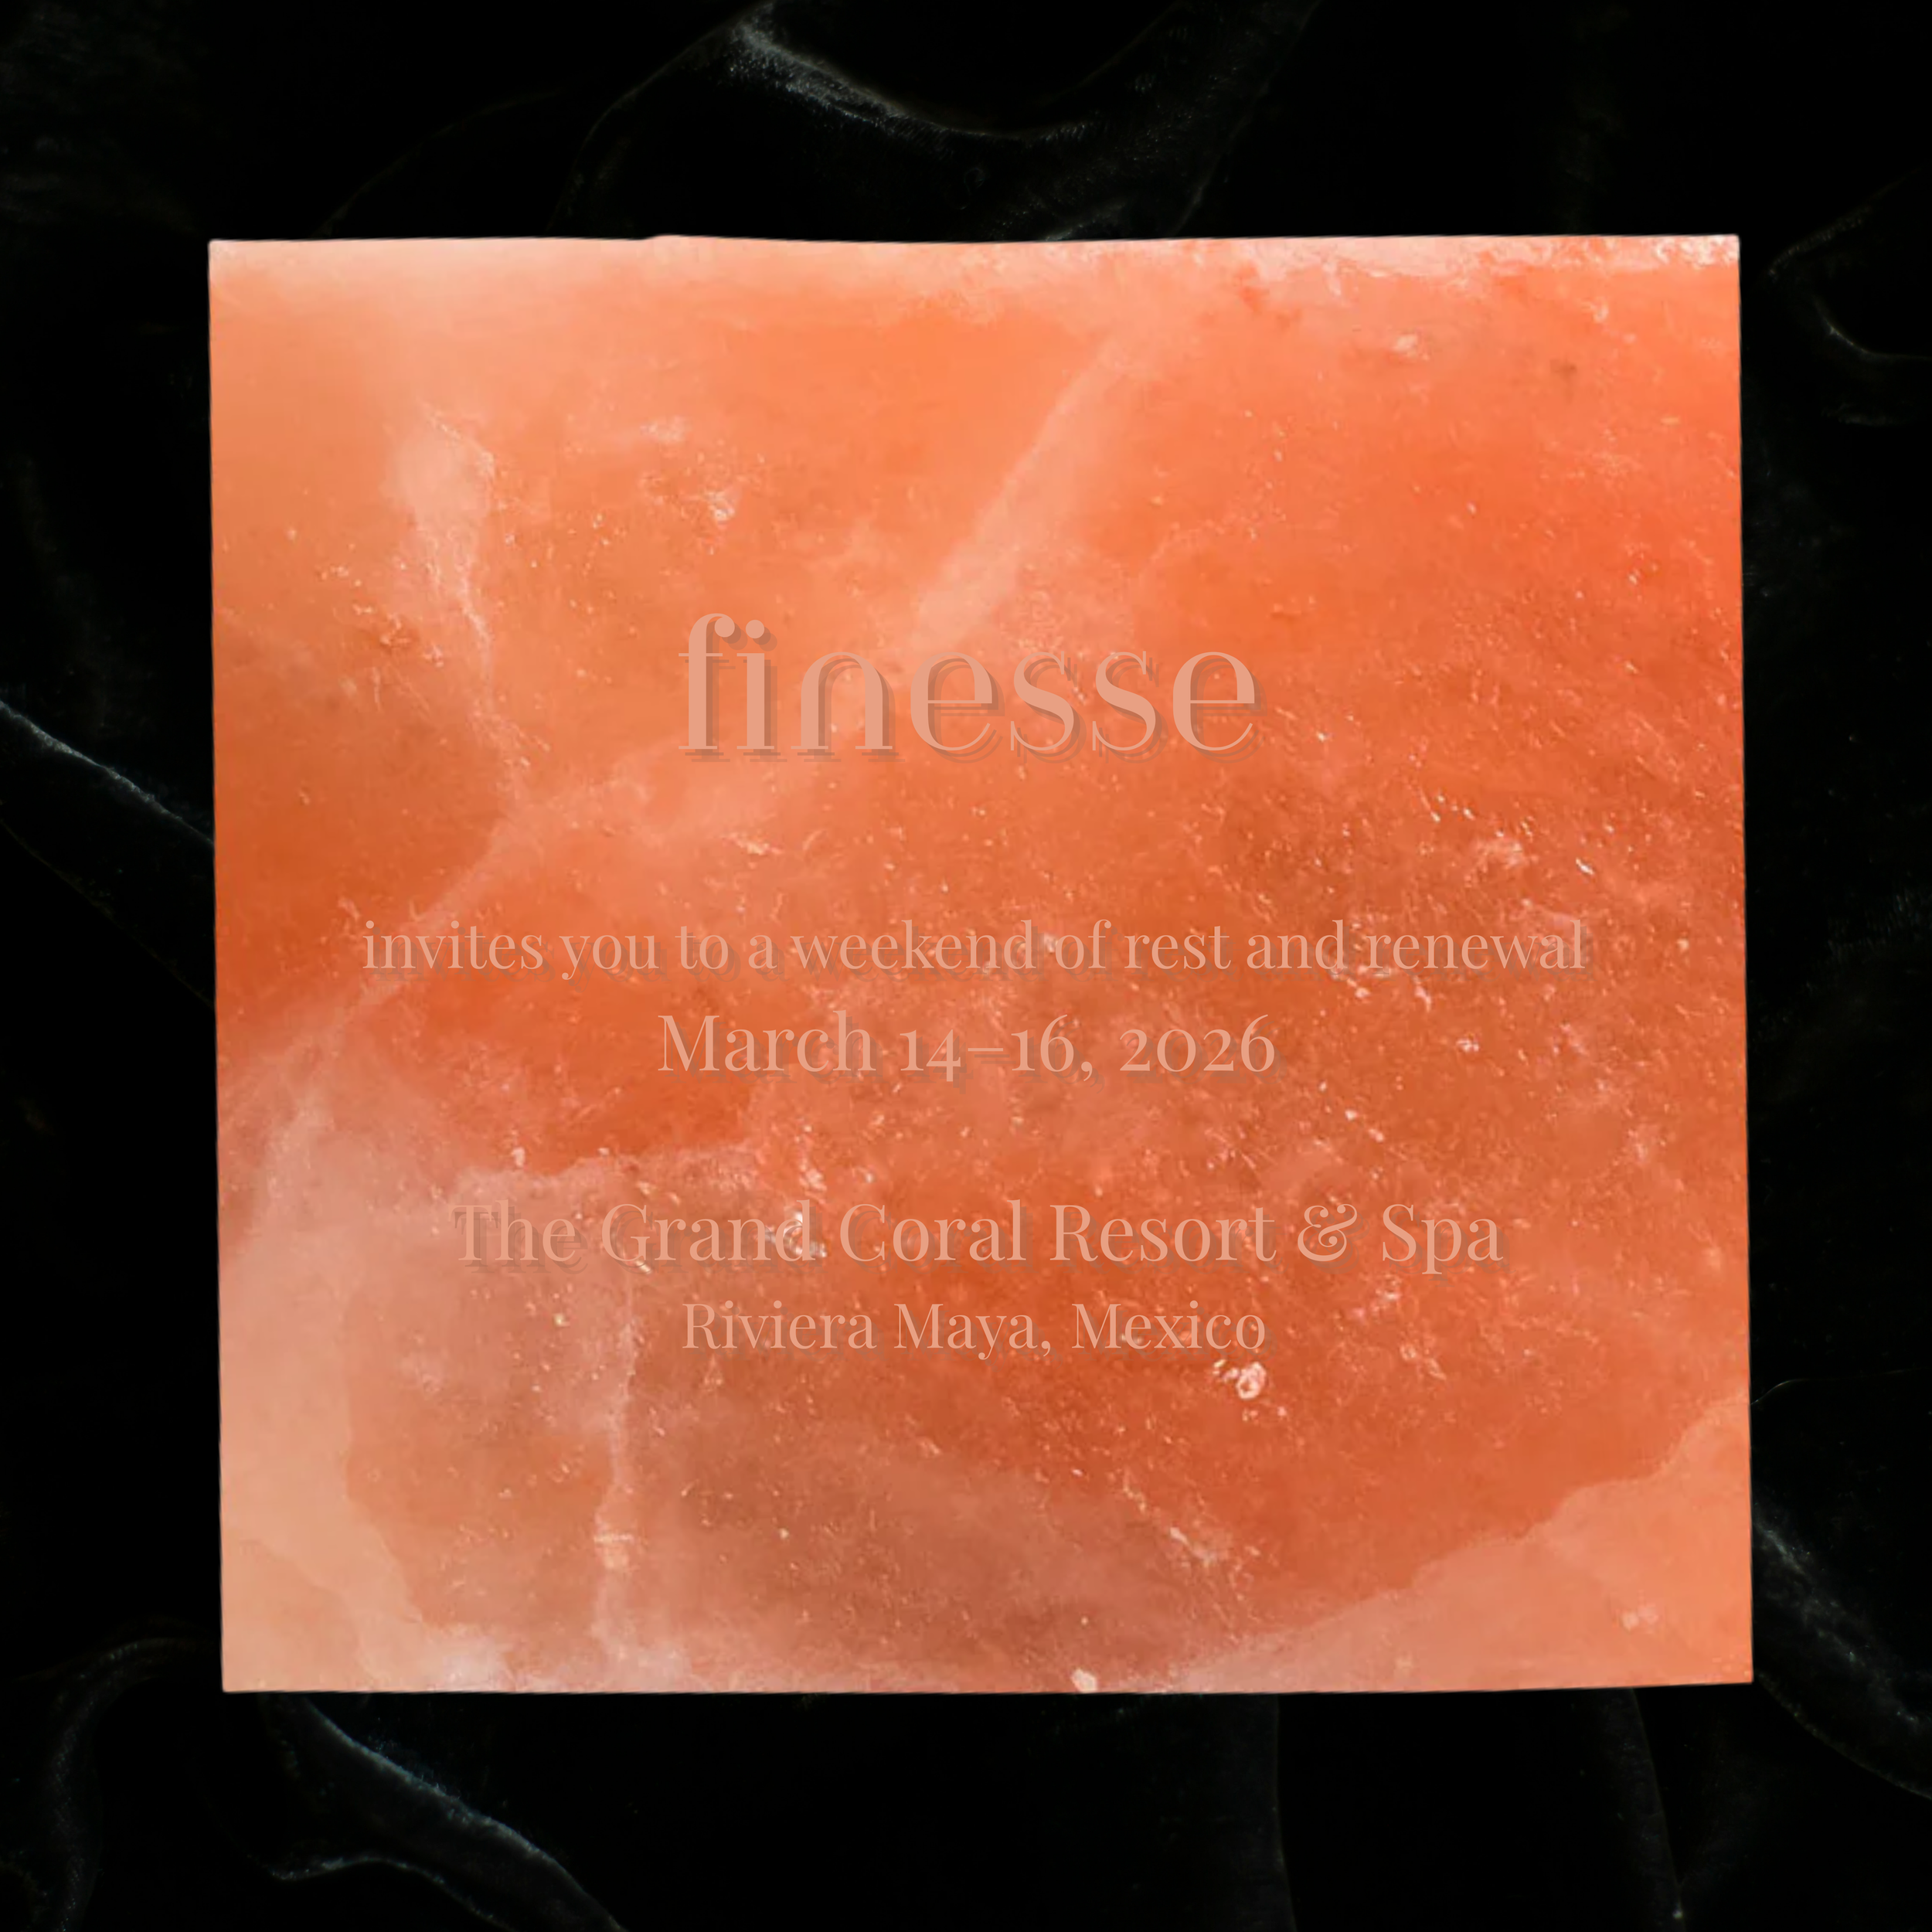 finesse
invites you to a weekend of rest and renewal
March 14–16, 2026
The Grand Coral Resort & Spa
Riviera Maya, Mexico